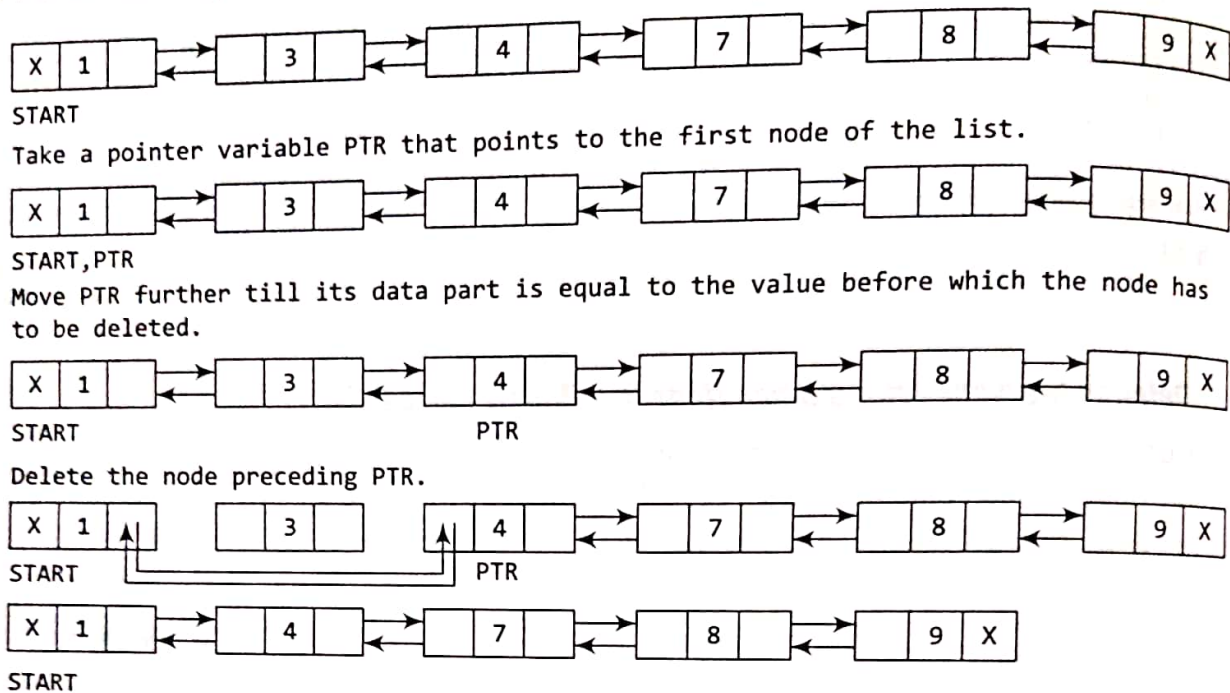 X 1 3 4 7 8 9 X
START
Take a pointer variable PTR that points to the first node of the list.
X 1 3 4 7 8 9 X
START,PTR
Move PTR further till its data part is equal to the value before which the node has
to be deleted.
X 1 3 4 7 8 9 X
START PTR
Delete the node preceding PTR.
X 1 3 4 7 8 9 X
START PTR
X 1 4 7 8 9 X
START